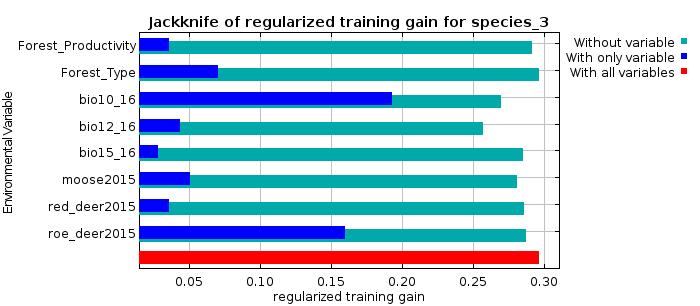 Jackknife of regularized training gain for species_3
Environmental Variable
Forest_Productivity
Forest_Type
bio10_16
bio12_16
bio15_16
moose2015
red_deer2015
roe_deer2015
0.05 0.10 0.15 0.20 0.25 0.30
regularized training gain
Without variable
With only variable
With all variables